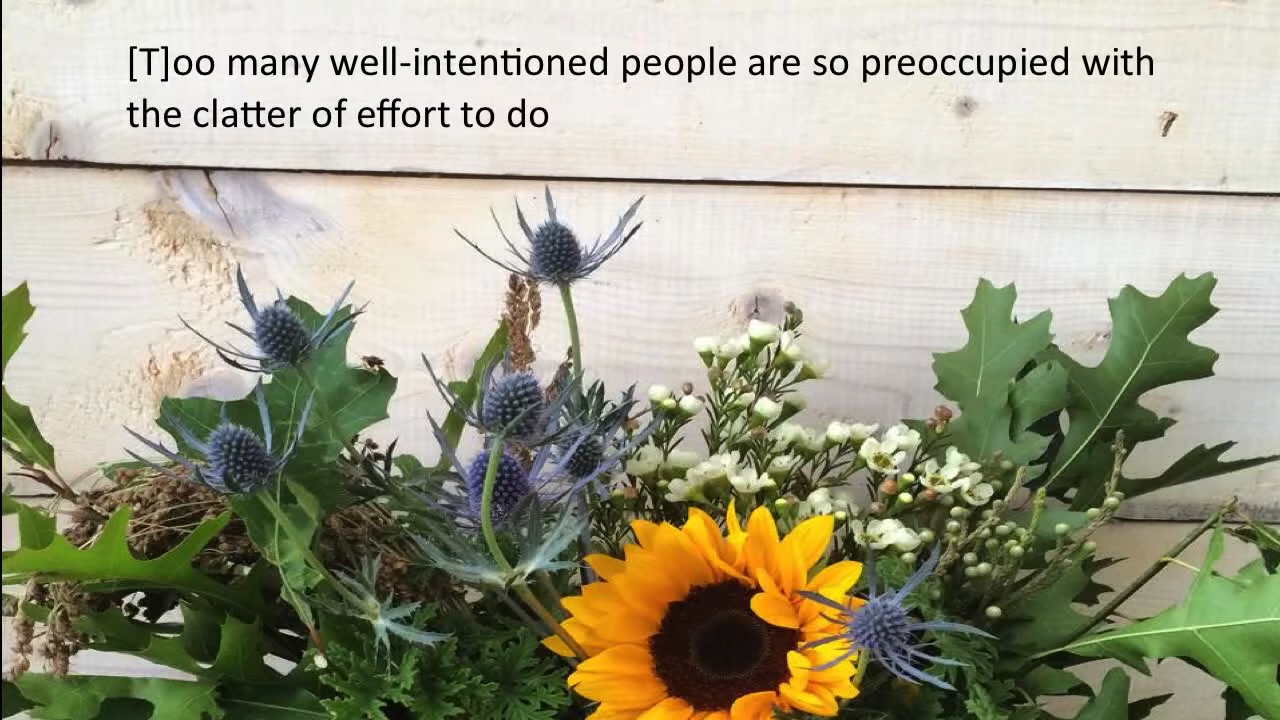 [T]oo many well-intentioned people are so preoccupied with
the clatter of effort to do